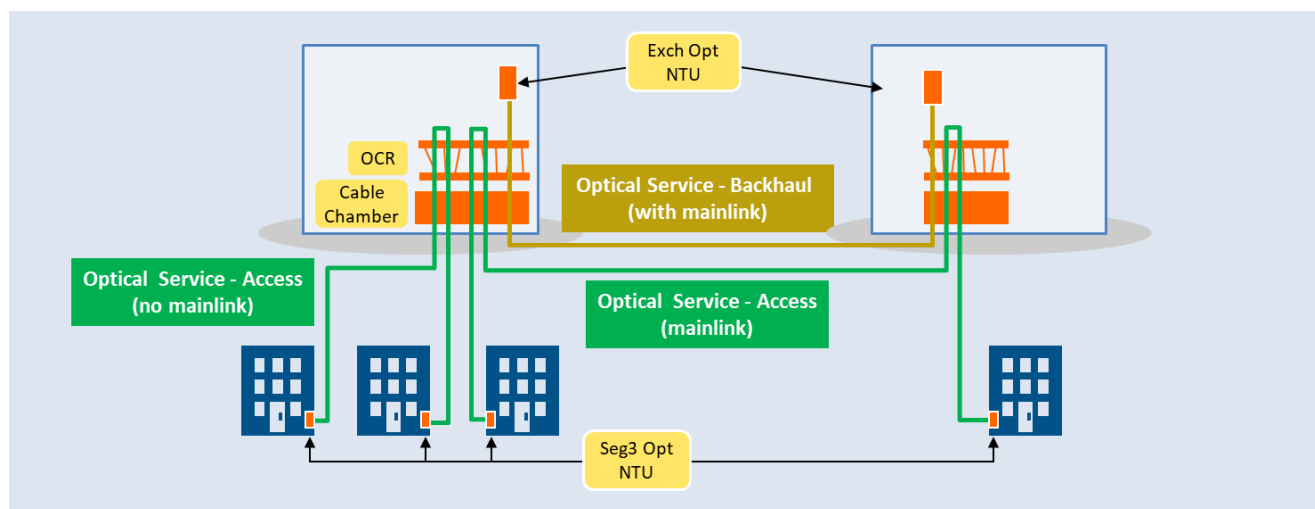 Exch Opt
NTU
OCR
Cable
Chamber
Optical Service - Backhaul
(with mainlink)
Optical Service - Access
(no mainlink)
Optical Service - Access
(mainlink)
Seg3 Opt
NTU